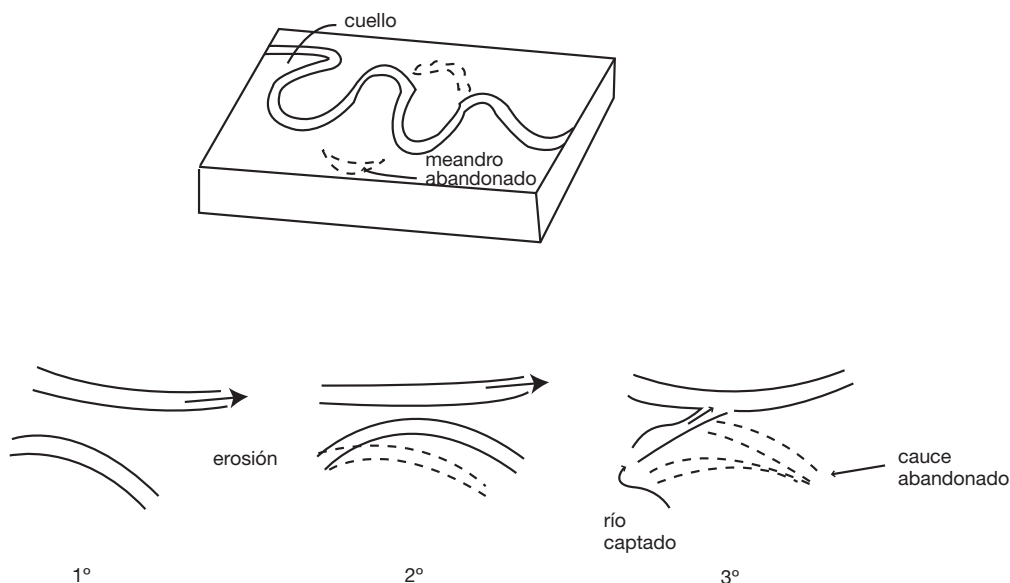 cuello
meandro
abandonado
erosión
cauce
abandonado
río
captado
1º
2º
3º